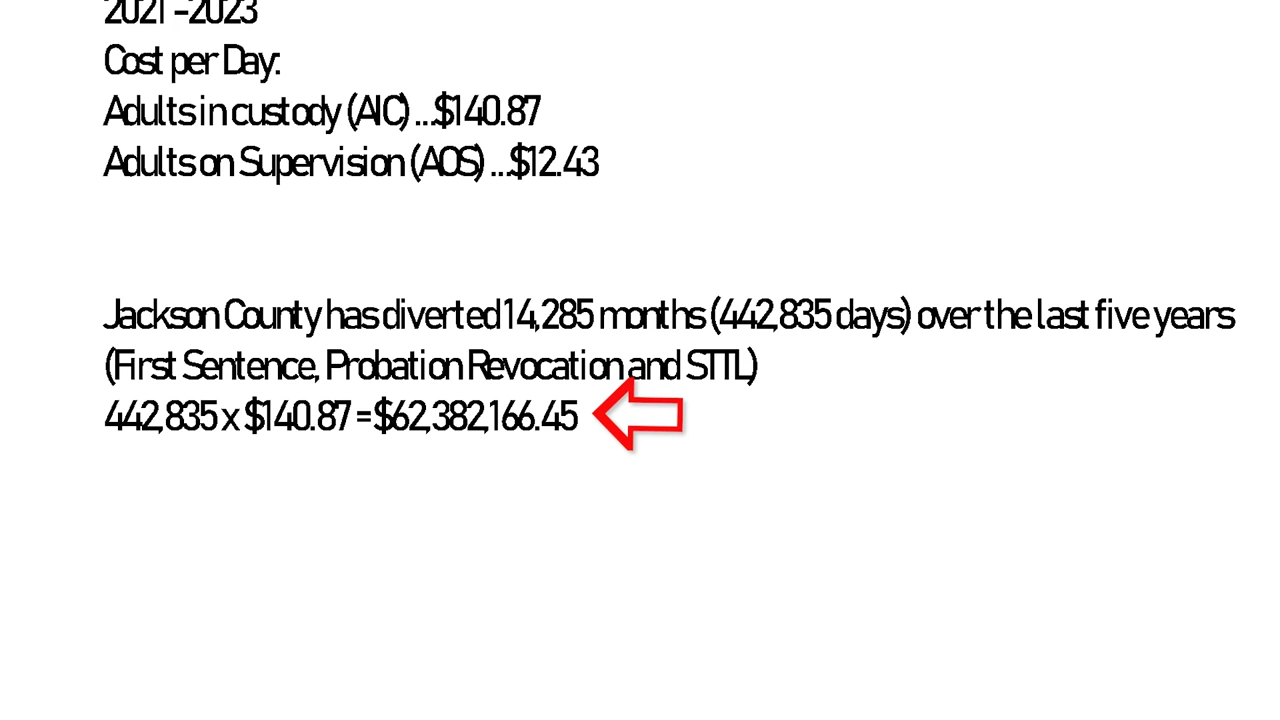 2021 -2023
Cost per Day:
Adults in custody (AIC) ...$140.87
Adults on Supervision (AOS) ...$12.43
Jackson County has diverted 14,285 months (442,835 days) over the last five years
(First Sentence, Probation Revocation and STTL)
442,835 x $140.87 = $62,382,166.45